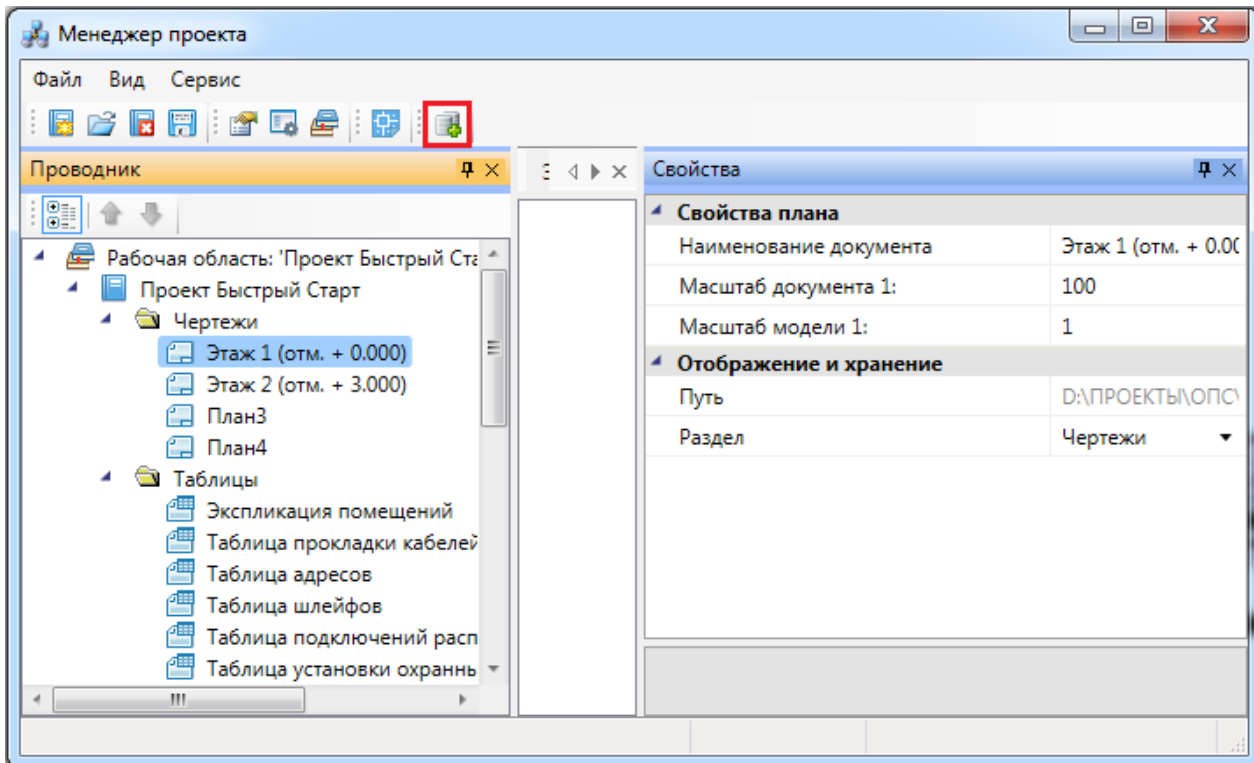 Менеджер проекта
Файл Вид Сервис
Проводник
Рабочая область: 'Проект Быстрый Ста
Проект Быстрый Старт
Чертежи
Этаж 1 (отм. + 0.000)
Этаж 2 (отм. + 3.000)
План3
План4
Таблицы
Экспликация помещений
Таблица прокладки кабелей
Таблица адресов
Таблица шлейфов
Таблица подключений расп
Таблица установки охранны
Свойства
Свойства плана
Наименование документа Этаж 1 (отм. + 0.00
Масштаб документа 1: 100
Масштаб модели 1: 1
Отображение и хранение
Путь D:\ПРОЕКТЫ\ОПС\
Раздел Чертежи